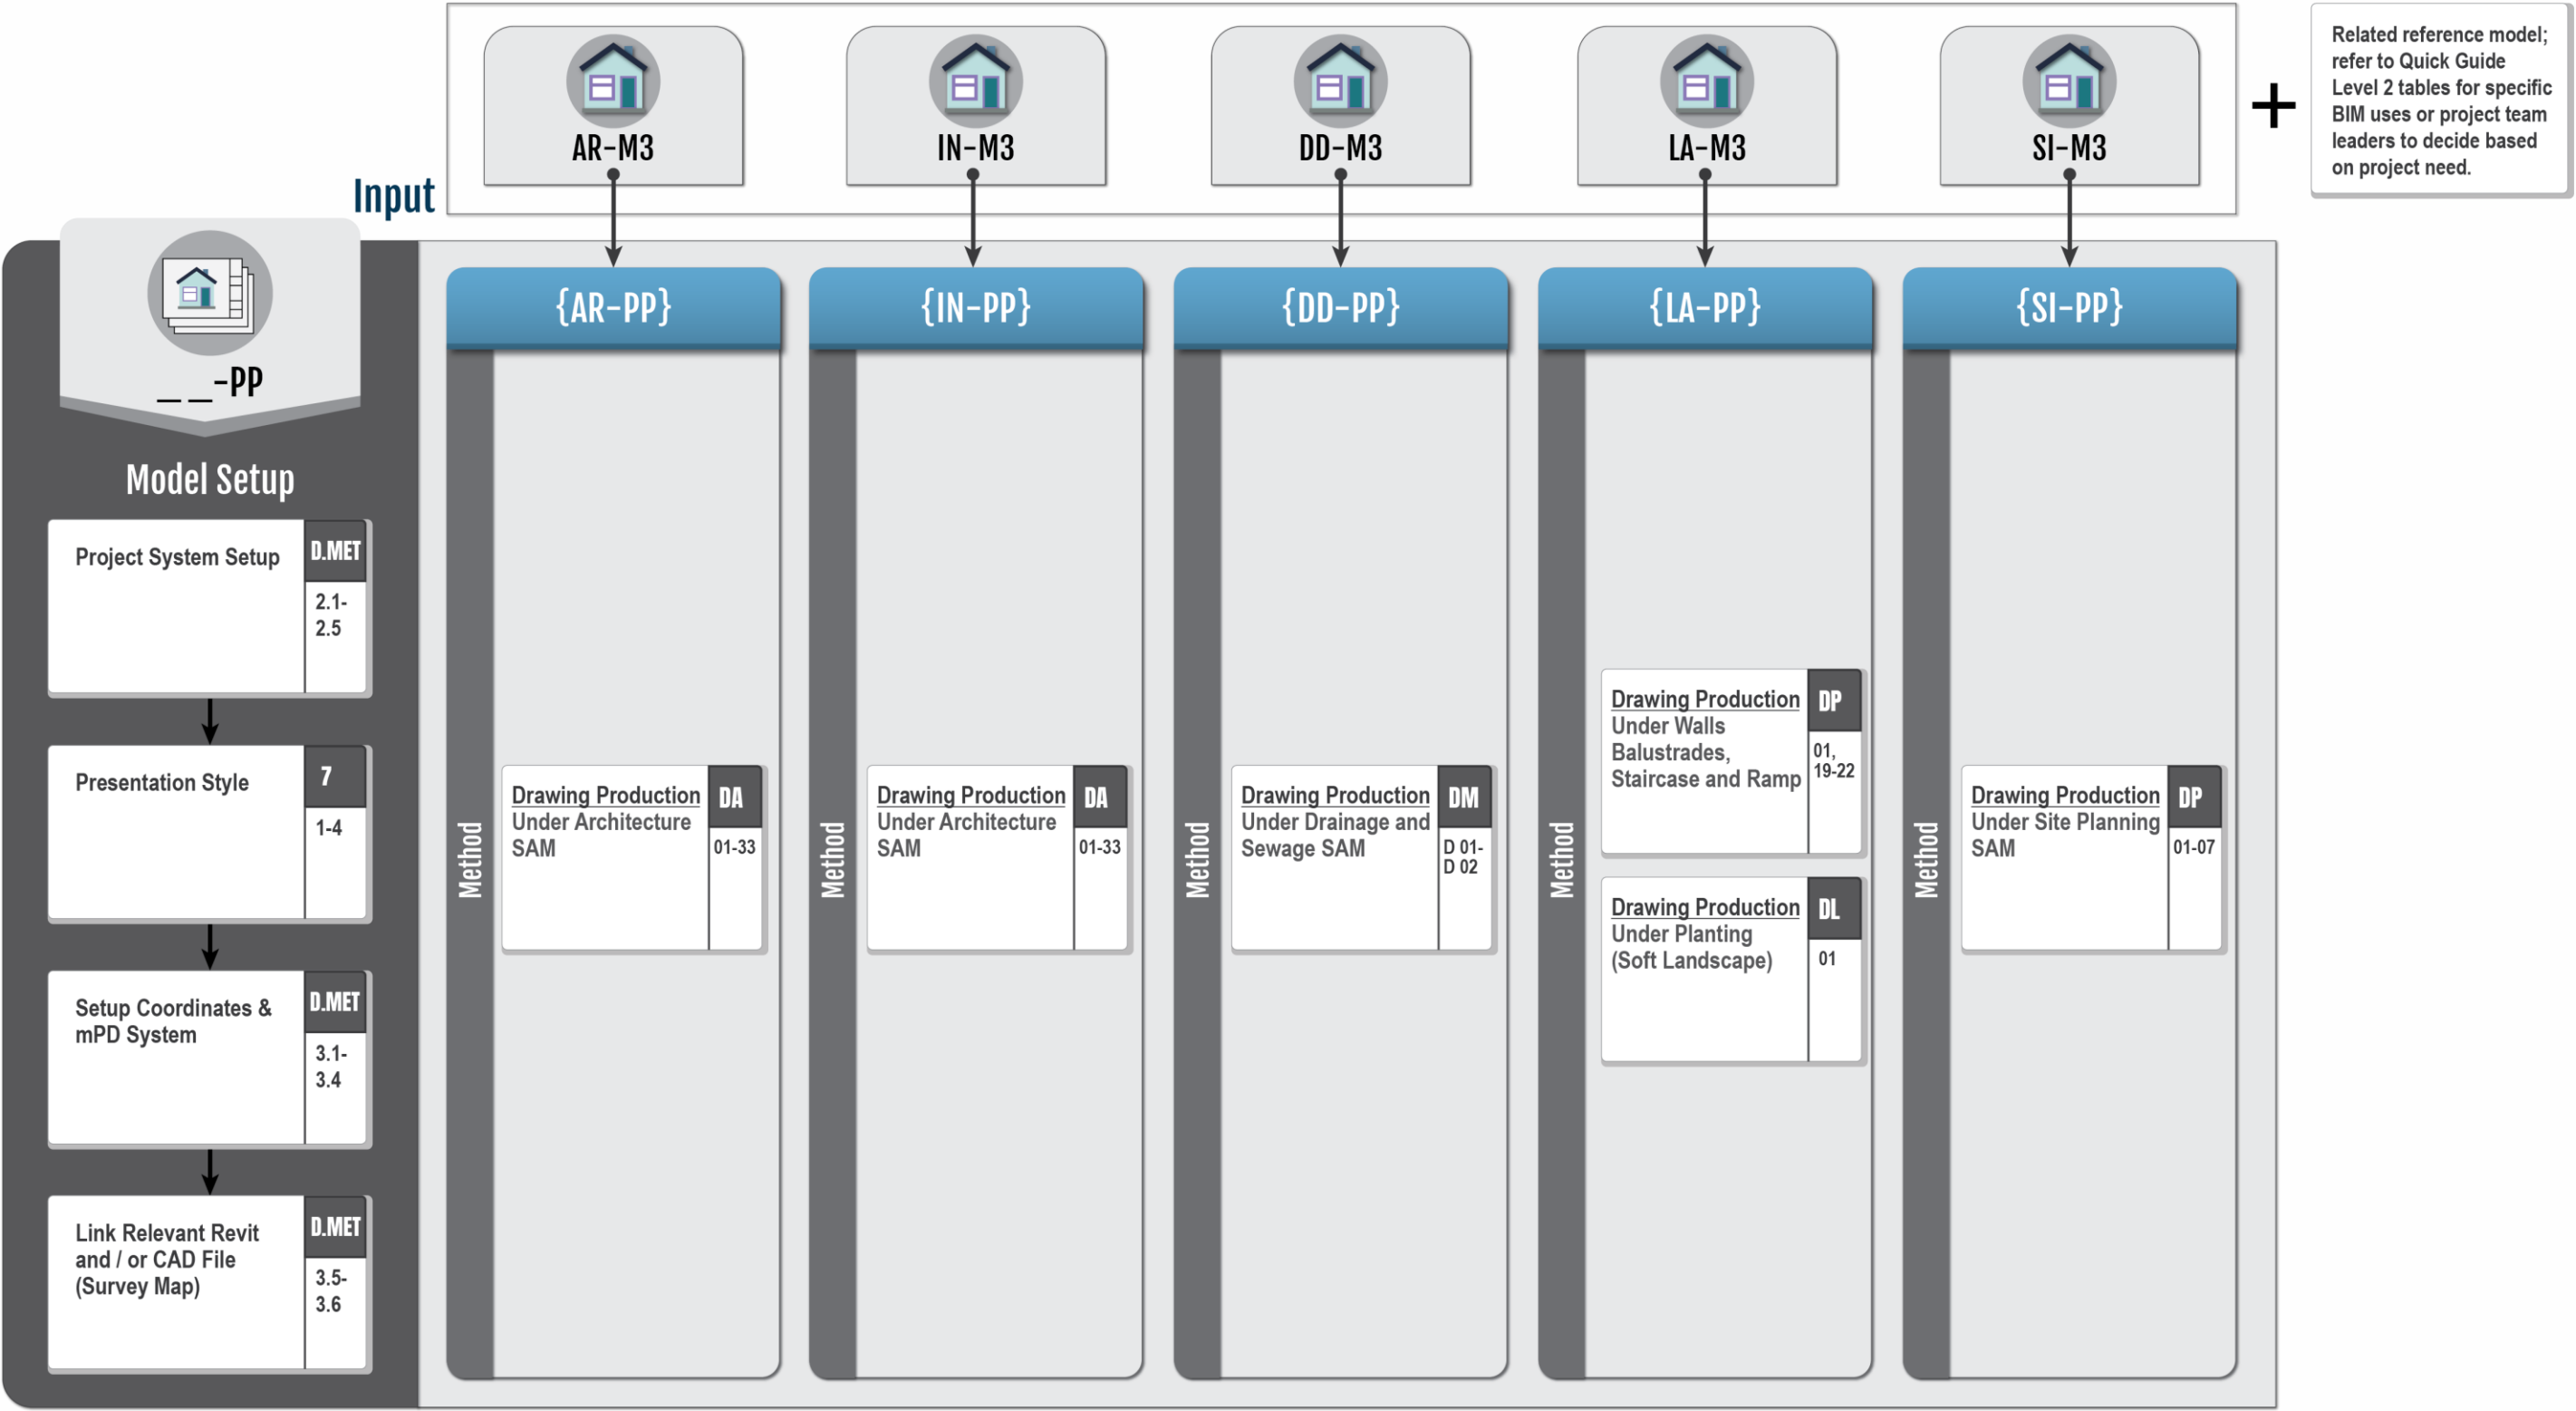 AR-M3
IN-M3
DD-M3
LA-M3
SI-M3
+
Related reference model;
refer to Quick Guide
Level 2 tables for specific
BIM uses or project team
leaders to decide based
on project need.
Input
_ _-PP
Model Setup
Project System Setup
D.MET
2.1-
2.5
Presentation Style
7
1-4
Setup Coordinates &
mPD System
D.MET
3.1-
3.4
Link Relevant Revit
and / or CAD File
(Survey Map)
D.MET
3.5-
3.6
{AR-PP}
Method
Drawing Production
Under Architecture
SAM
DA
01-33
{IN-PP}
Method
Drawing Production
Under Architecture
SAM
DA
01-33
{DD-PP}
Method
Drawing Production
Under Drainage and
Sewage SAM
DM
D 01-
D 02
{LA-PP}
Method
Drawing Production
Under Walls
Balustrades,
Staircase and Ramp
DP
01,
19-22
Drawing Production
Under Planting
(Soft Landscape)
DL
01
{SI-PP}
Method
Drawing Production
Under Site Planning
SAM
DP
01-07